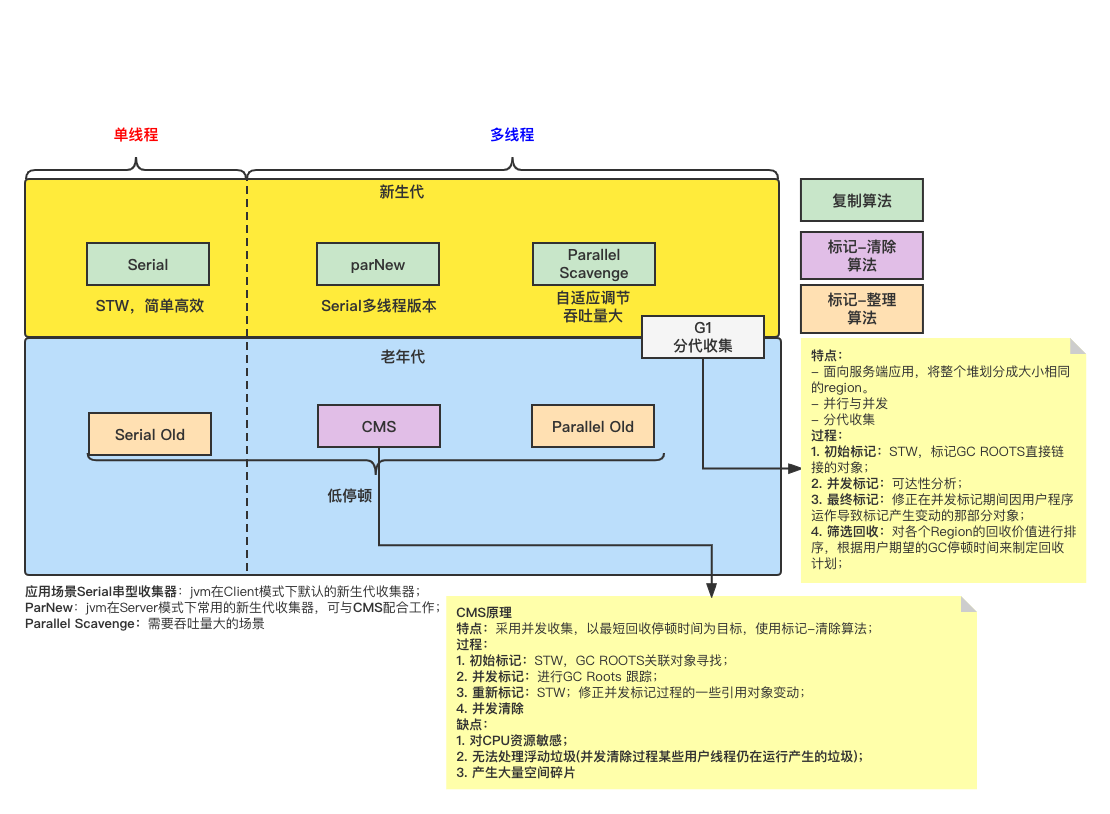 单线程
多线程
新生代
Serial
parNew
Parallel
Scavenge
STW，简单高效
Serial多线程版本
自适应调节
吞吐量大
G1
分代收集
老年代
Serial Old
CMS
Parallel Old
低停顿
复制算法
标记-清除
算法
标记-整理
算法
特点：
- 面向服务端应用，将整个堆划分成大小相同
的region。
- 并行与并发
- 分代收集
过程：
1. 初始标记：STW，标记GC ROOTS直接链
接的对象；
2. 并发标记：可达性分析；
3. 最终标记：修正在并发标记期间因用户程序
运作导致标记产生变动的那部分对象；
4. 筛选回收：对各个Region的回收价值进行排
序，根据用户期望的GC停顿时间来制定回收
计划；
应用场景Serial串型收集器：jvm在Client模式下默认的新生代收集器；
ParNew：jvm在Server模式下常用的新生代收集器，可与CMS配合工作；
Parallel Scavenge：需要吞吐量大的场景
CMS原理
特点：采用并发收集，以最短回收停顿时间为目标，使用标记-清除算法；
过程：
1. 初始标记：STW，GC ROOTS关联对象寻找；
2. 并发标记：进行GC Roots 跟踪；
3. 重新标记：STW；修正并发标记过程的一些引用对象变动；
4. 并发清除
缺点：
1. 对CPU资源敏感；
2. 无法处理浮动垃圾(并发清除过程某些用户线程仍在运行产生的垃圾)；
3. 产生大量空间碎片